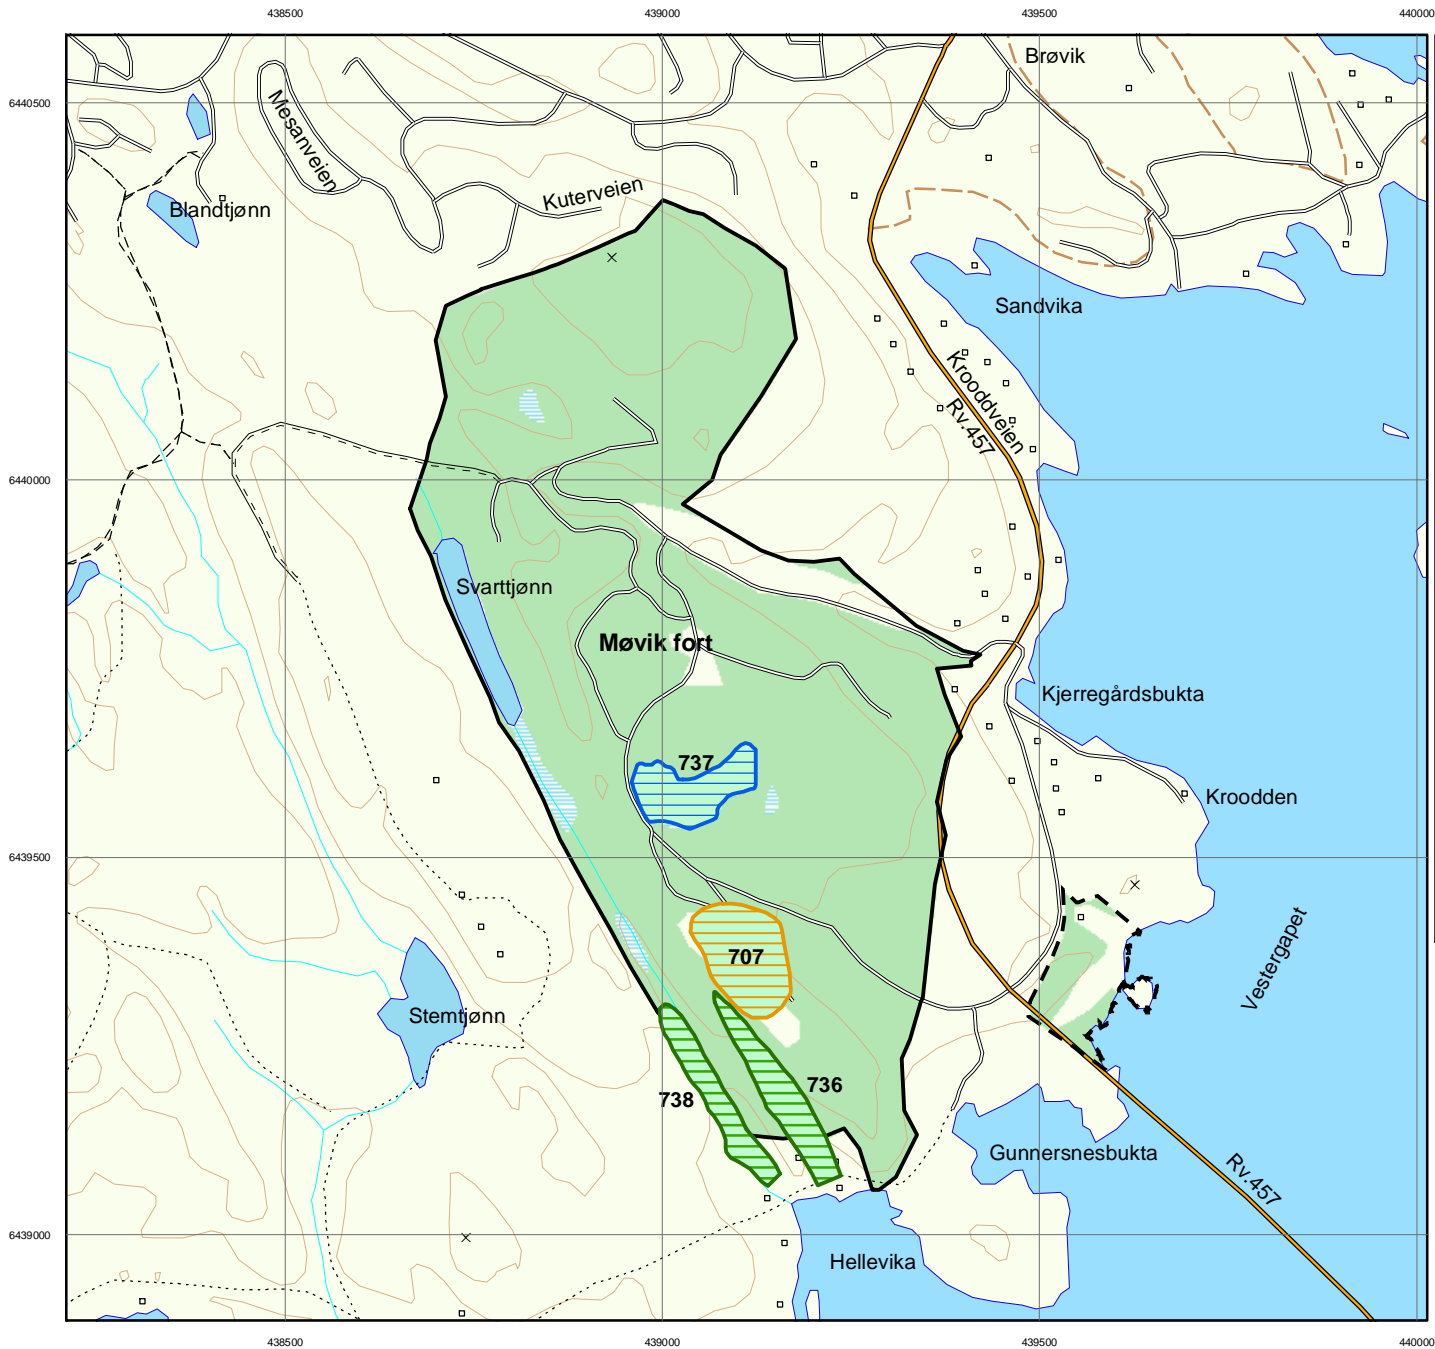 438500 439000 439500 440000
Brøvik
6440500
Mesanveien
Kuterveien
Blandtjønn
Sandvika
Krooddveien
Rv.457
6440000
Svarttjønn
Møvik fort
Kjerregårdsbukta
737
Kroodden
6439500
707
Vestergapet
Stemtjønn
736
738
Gunnersnesbukta
Rv.457
6439000
Hellevika
438500 439000 439500 440000